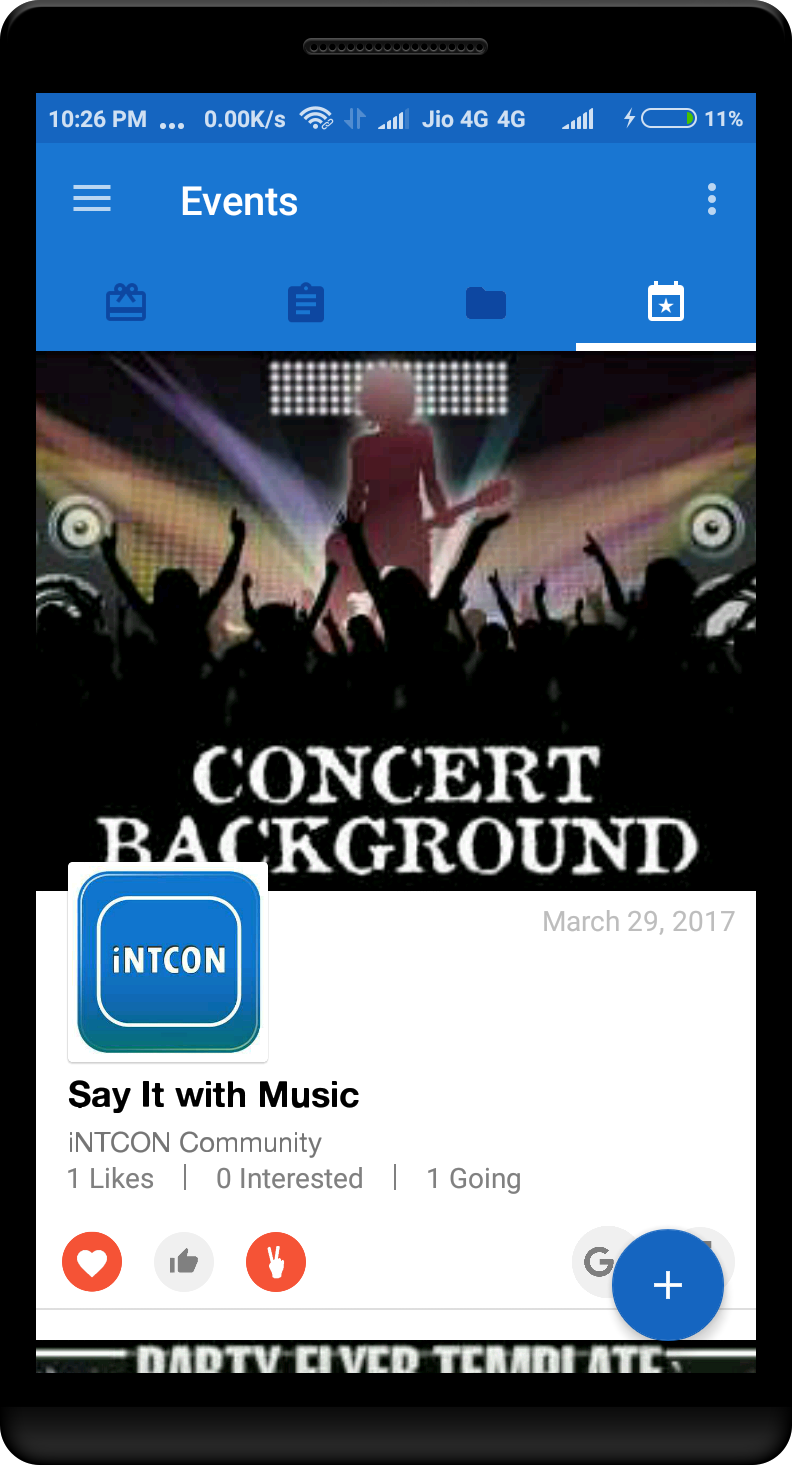 10:26 PM ... 0.00K/s Jio 4G 4G 11%
Events
CONCERT
BACKGROUND
March 29, 2017
iNTCON
Say It with Music
iNTCON Community
1 Likes | 0 Interested | 1 Going
G
PARTY FLYER TEMPLATE